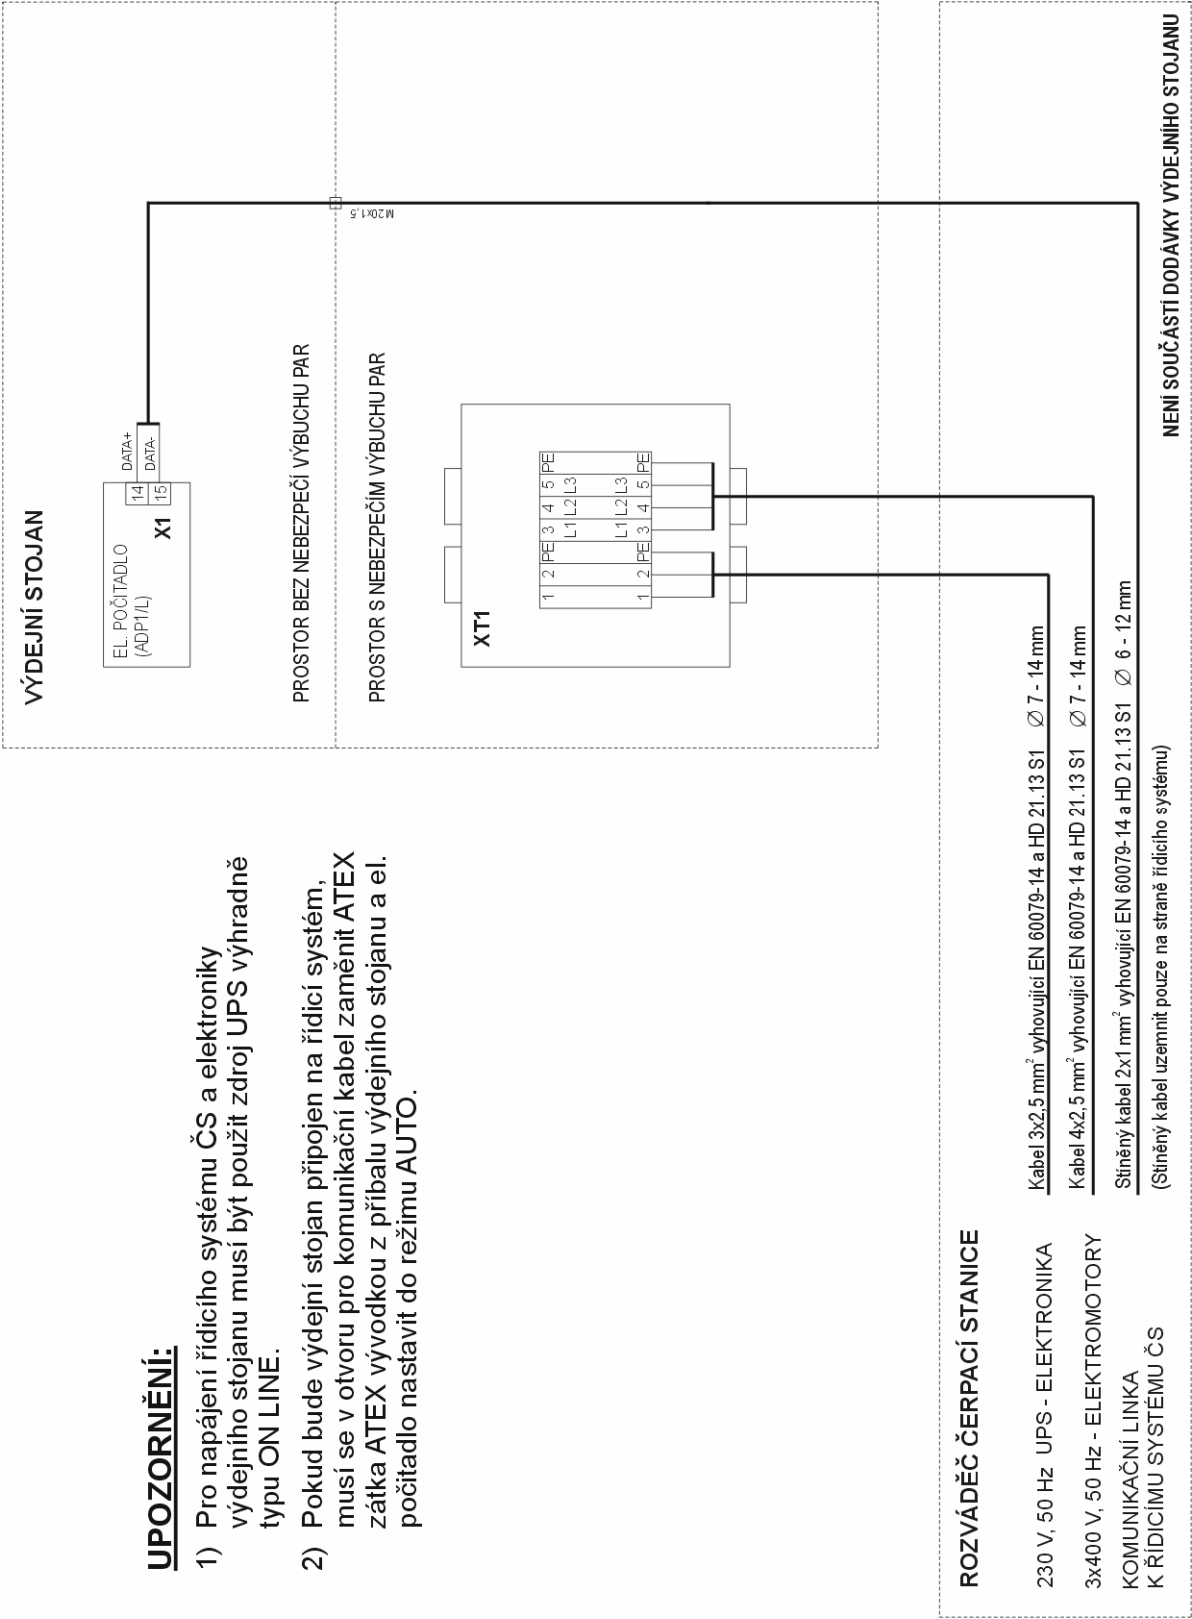 UPOZORNĚNÍ:
1) Pro napájení řídicího systému ČS a elektroniky
výdejního stojanu musí být použit zdroj UPS výhradně
typu ON LINE.
2) Pokud bude výdejní stojan připojen na řídicí systém,
musí se v otvoru pro komunikační kabel zaměnit ATEX
zátka ATEX vývodkou z příbalu výdejního stojanu a el.
počitadlo nastavit do režimu AUTO.
VÝDEJNÍ STOJAN
EL. POČITADLO
(ADP1/L)
X1
14 DATA+
15 DATA-
PROSTOR BEZ NEBEZPEČÍ VÝBUCHU PAR
M20x1,5
PROSTOR S NEBEZPEČÍM VÝBUCHU PAR
XT1
1 2 PE 3 4 5 PE
L1 L2 L3
L1 L2 L3
1 2 PE 3 4 5 PE
ROZVÁDĚČ ČERPACÍ STANICE
230 V, 50 Hz UPS - ELEKTRONIKA
Kabel 3x2,5 mm² vyhovující EN 60079-14 a HD 21.13 S1 ∅ 7 - 14 mm
3x400 V, 50 Hz - ELEKTROMOTORY
Kabel 4x2,5 mm² vyhovující EN 60079-14 a HD 21.13 S1 ∅ 7 - 14 mm
KOMUNIKAČNÍ LINKA
K ŘÍDICÍMU SYSTÉMU ČS
Stíněný kabel 2x1 mm² vyhovující EN 60079-14 a HD 21.13 S1 ∅ 6 - 12 mm
(Stíněný kabel uzemnit pouze na straně řídicího systému)
NENÍ SOUČÁSTÍ DODÁVKY VÝDEJNÍHO STOJANU